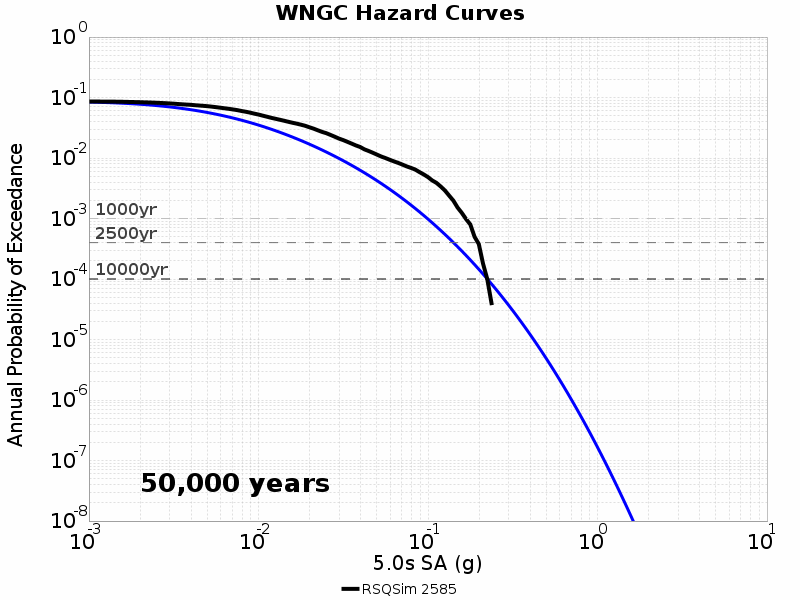 WNGC Hazard Curves
Annual Probability of Exceedance
10^0
10^-1
10^-2
10^-3
10^-4
10^-5
10^-6
10^-7
10^-8
1000yr
2500yr
10000yr
50,000 years
10^-3 10^-2 10^-1 10^0 10^1
5.0s SA (g)
RSQSim 2585